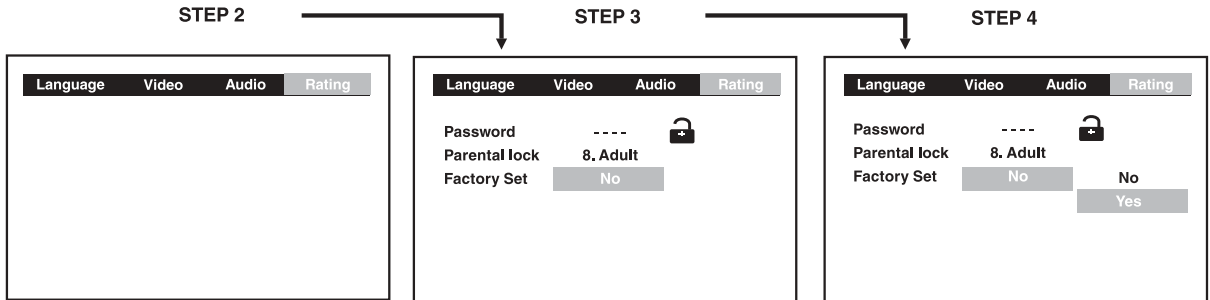 STEP 2
STEP 3
STEP 4
Language Video Audio Rating
Language Video Audio Rating
Password ----
Parental lock 8. Adult
Factory Set No
Language Video Audio Rating
Password ----
Parental lock 8. Adult
Factory Set No No
Yes